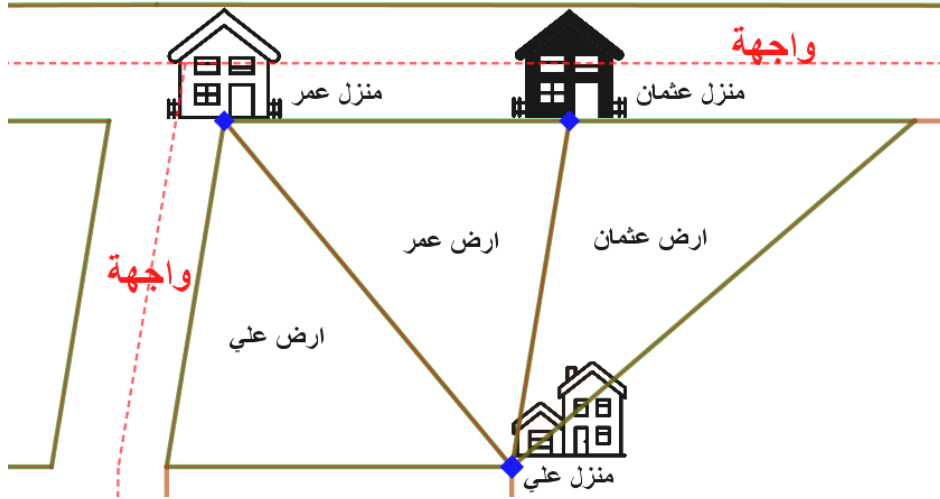 واجهة
منزل عثمان
منزل عمر
ارض عثمان
ارض عمر
واجهة
ارض علي
منزل علي